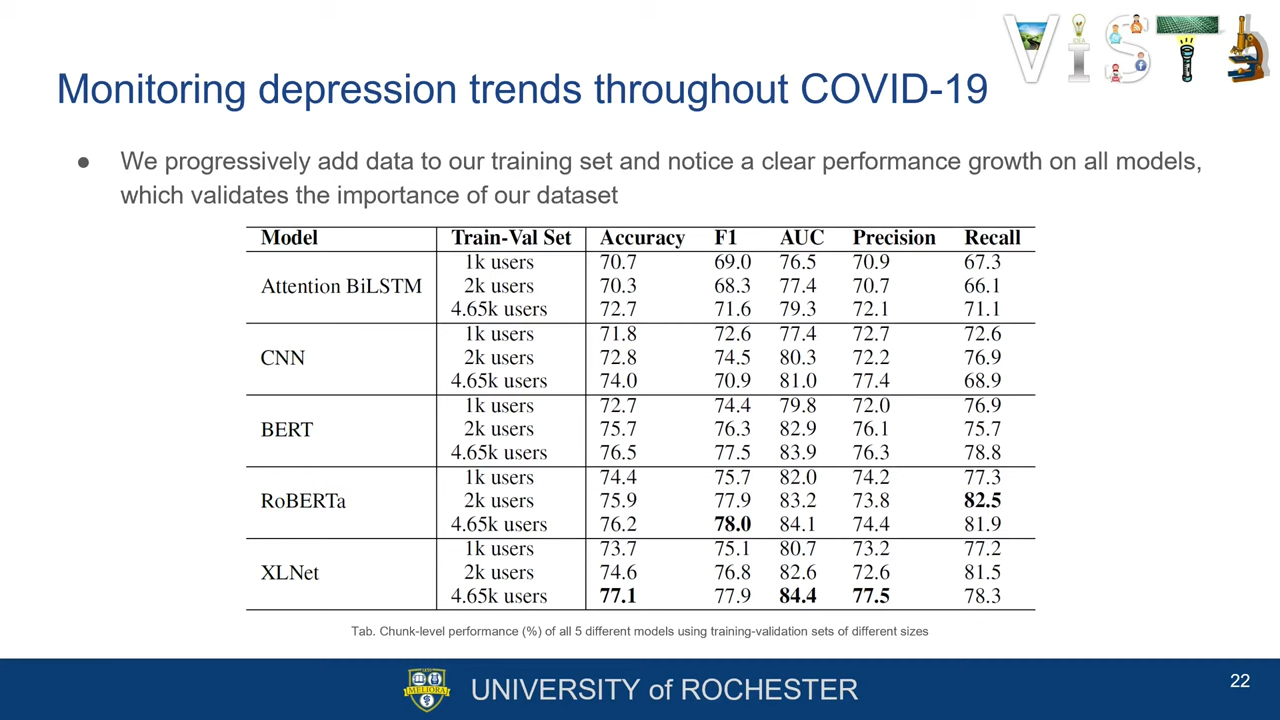 ViST
Monitoring depression trends throughout COVID-19
● We progressively add data to our training set and notice a clear performance growth on all models,
which validates the importance of our dataset
Model Train-Val Set Accuracy F1 AUC Precision Recall
Attention BiLSTM
1k users 70.7 69.0 76.5 70.9 67.3
2k users 70.3 68.3 77.4 70.7 66.1
4.65k users 72.7 71.6 79.3 72.1 71.1
CNN
1k users 71.8 72.6 77.4 72.7 72.6
2k users 72.8 74.5 80.3 72.2 76.9
4.65k users 74.0 70.9 81.0 77.4 68.9
BERT
1k users 72.7 74.4 79.8 72.0 76.9
2k users 75.7 76.3 82.9 76.1 75.7
4.65k users 76.5 77.5 83.9 76.3 78.8
RoBERTa
1k users 74.4 75.7 82.0 74.2 77.3
2k users 75.9 77.9 83.2 73.8 82.5
4.65k users 76.2 78.0 84.1 74.4 81.9
XLNet
1k users 73.7 75.1 80.7 73.2 77.2
2k users 74.6 76.8 82.6 72.6 81.5
4.65k users 77.1 77.9 84.4 77.5 78.3
Tab. Chunk-level performance (%) of all 5 different models using training-validation sets of different sizes
MELIORA
UNIVERSITY of ROCHESTER
22